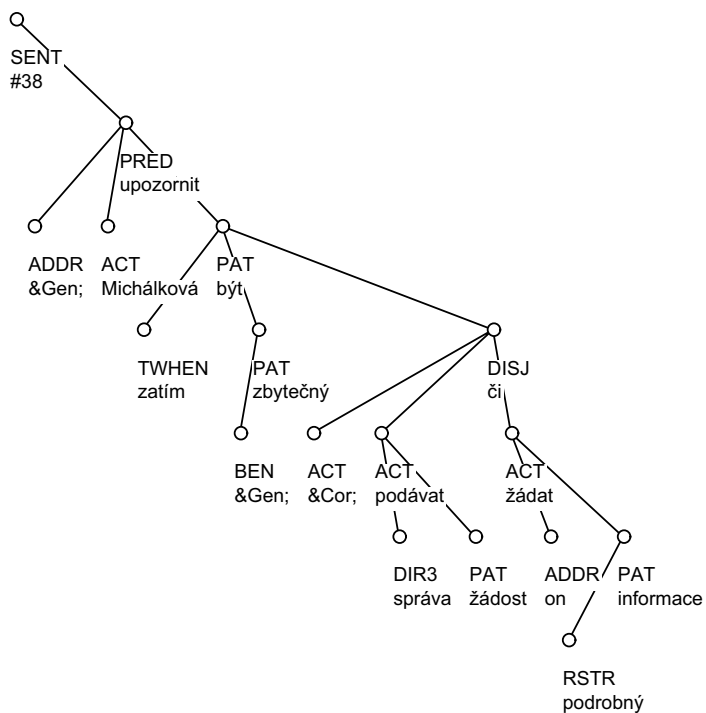 SENT
#38
PRED
upozornit
ADDR ACT PAT
&Gen; Michálková být
TWHEN PAT DISJ
zatím zbytečný či
BEN ACT ACT ACT
&Gen; &Cor; podávat žádat
DIR3 PAT ADDR PAT
správa žádost on informace
RSTR
podrobný